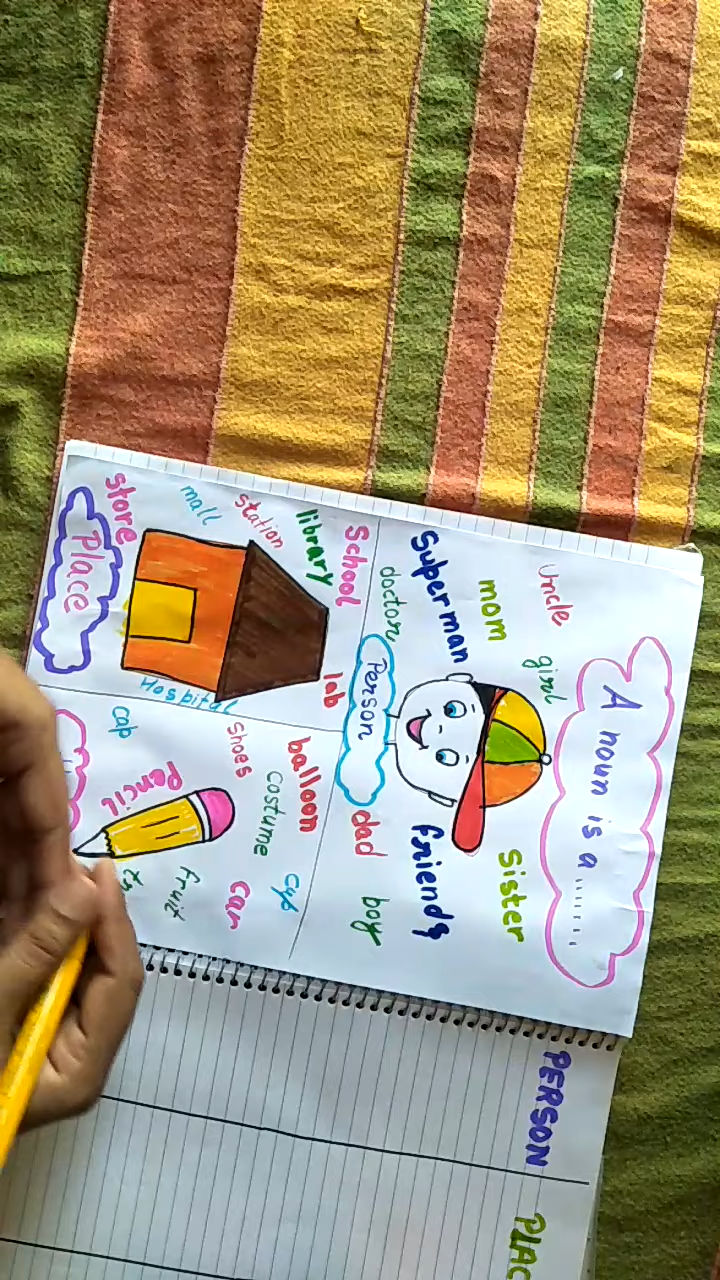 A noun is a.......
Uncle
girl
Sister
mom
Superman
friends
doctor
Person
dad
boy
School
lab
library
station
mall
Store
Hospital
Place
balloon
costume
cup
shoes
car
cap
Pencil
fruit
PERSON
PLAC